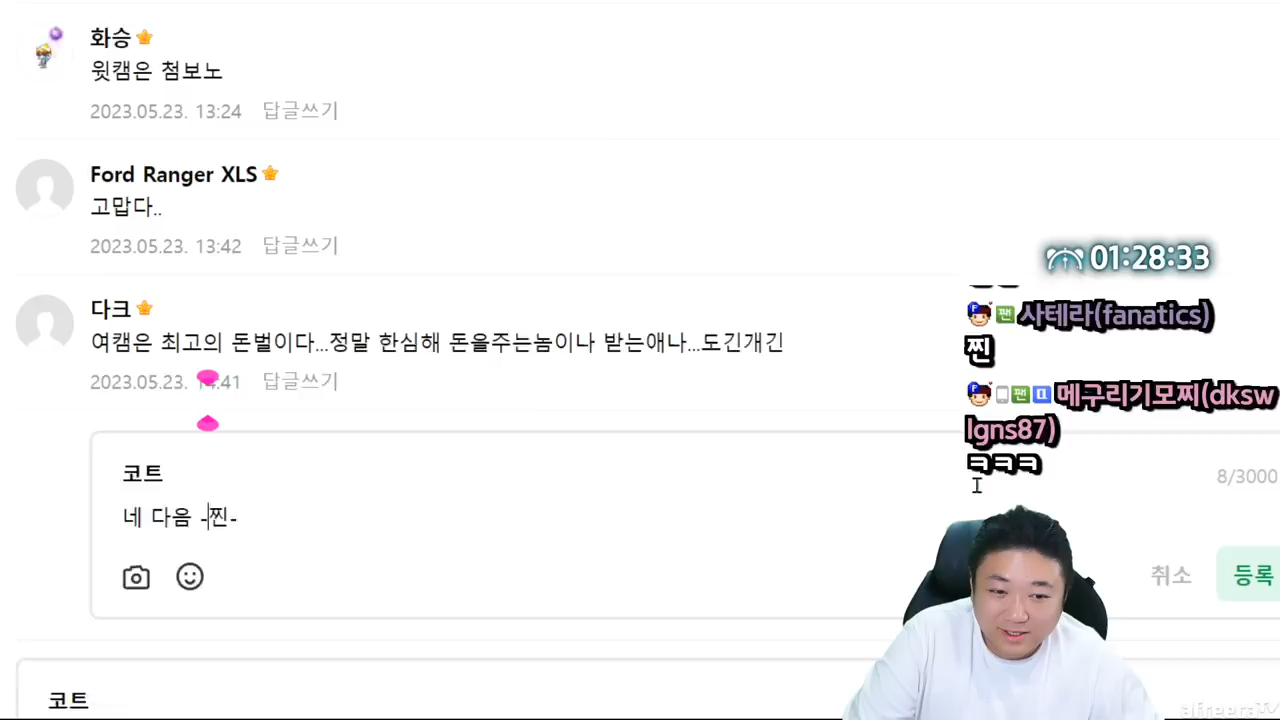 화승
윗캠은 첨보노
2023.05.23. 13:24 답글쓰기
Ford Ranger XLS
고맙다..
2023.05.23. 13:42 답글쓰기
01:28:33
다크
여캠은 최고의 돈벌이다...정말 한심해 돈을주는놈이나 받는애나...도긴개긴
2023.05.23. 14:41 답글쓰기
팬 사테라(fanatics)
찐
팬 메구리기모찌(dksw
lgns87)
ㅋㅋㅋ
코트
8/3000
네 다음 -찐-
취소 등록
코트
afreecaTV